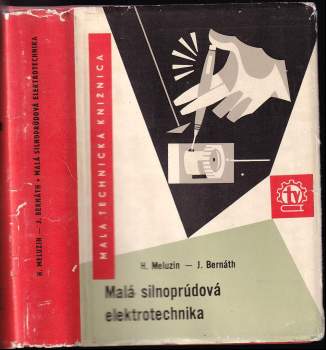 H. MELUZIN — J. BERNÁTH • MALÁ SILNOPRÚDOVÁ ELEKTROTECHNIKA
MALÁ TECHNICKÁ KNIŽNICA
tv
H. Meluzin — J. Bernáth
Malá silnoprúdová
elektrotechnika